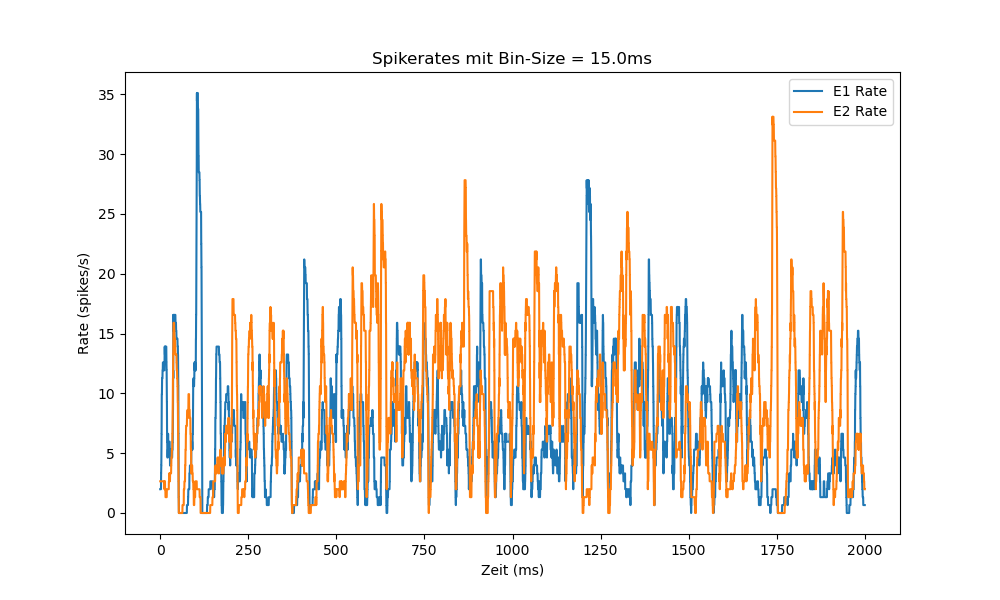 Spikerates mit Bin-Size = 15.0ms
E1 Rate
E2 Rate
Rate (spikes/s)
35
30
25
20
15
10
5
0
0 250 500 750 1000 1250 1500 1750 2000
Zeit (ms)